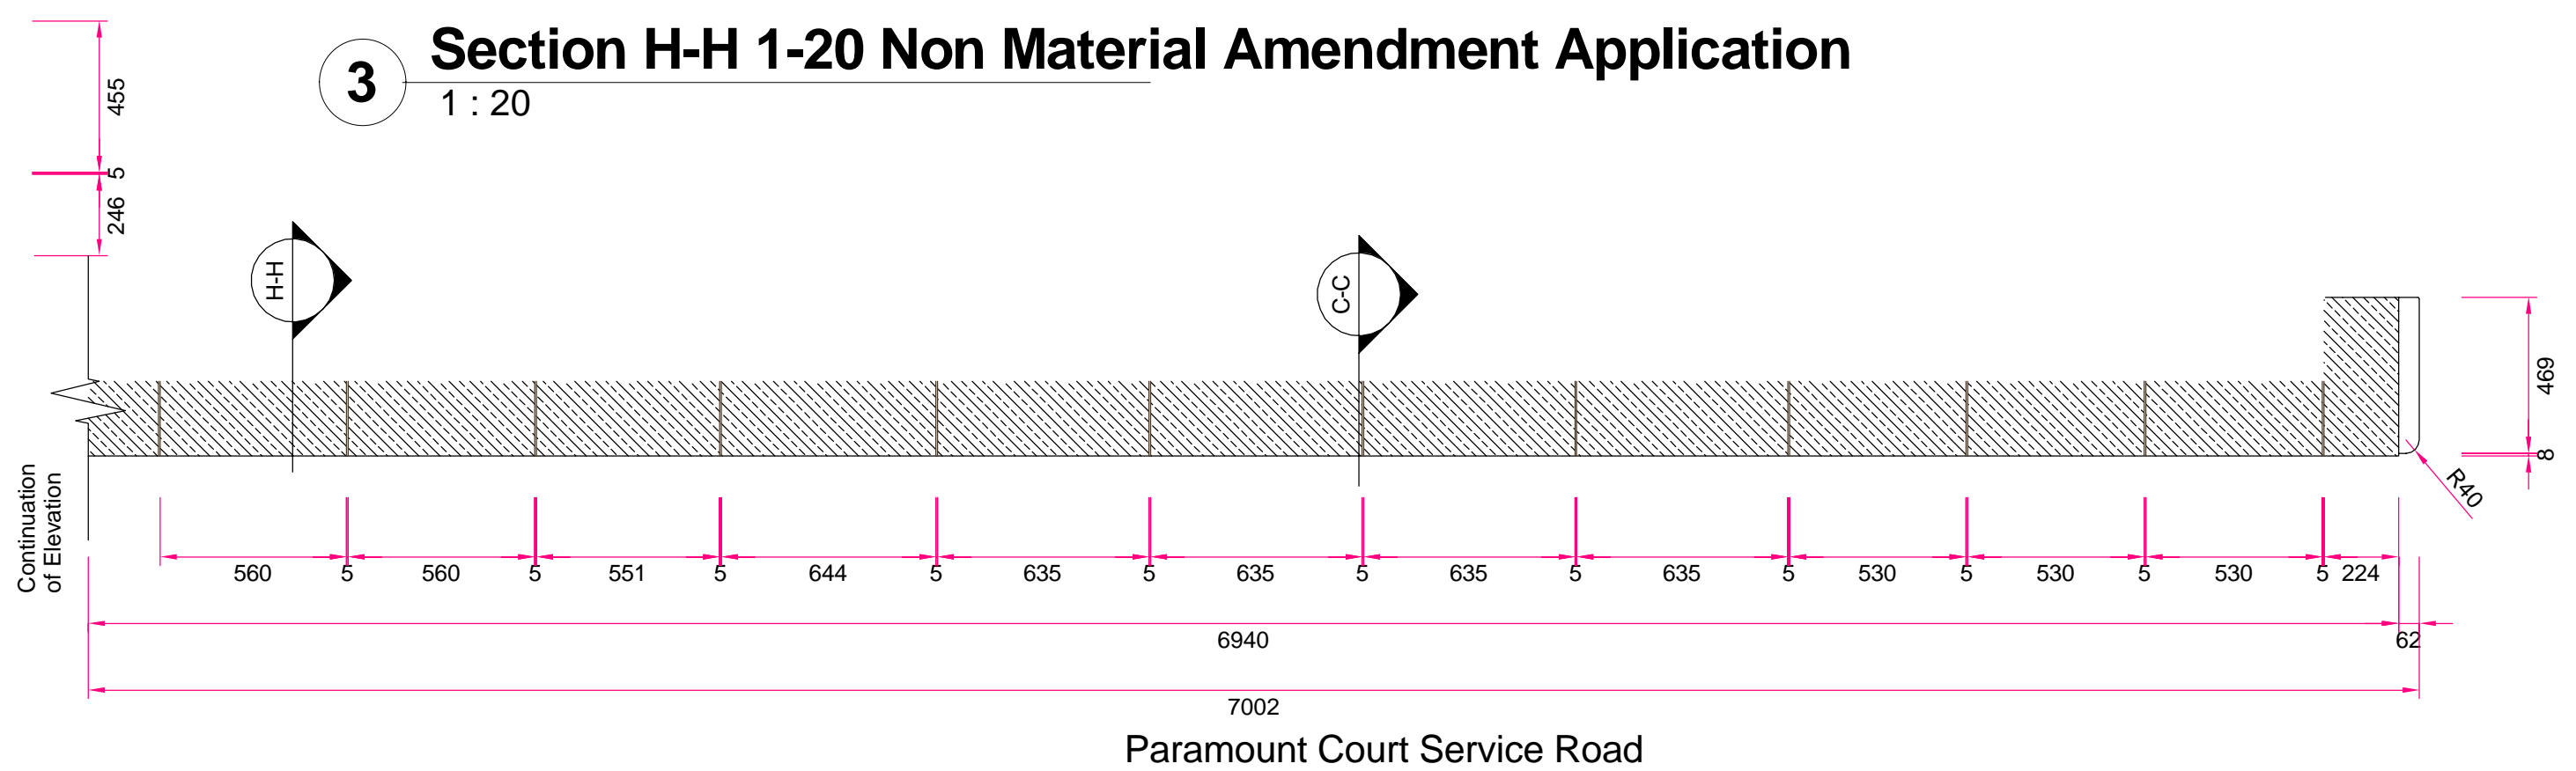 3
Section H-H 1-20 Non Material Amendment Application
1 : 20
455
5
246
H-H
C-C
469
8
R40
Continuation
of Elevation
560 5 560 5 551 5 644 5 635 5 635 5 635 5 635 5 530 5 530 5 530 5 224
6940
62
7002
Paramount Court Service Road